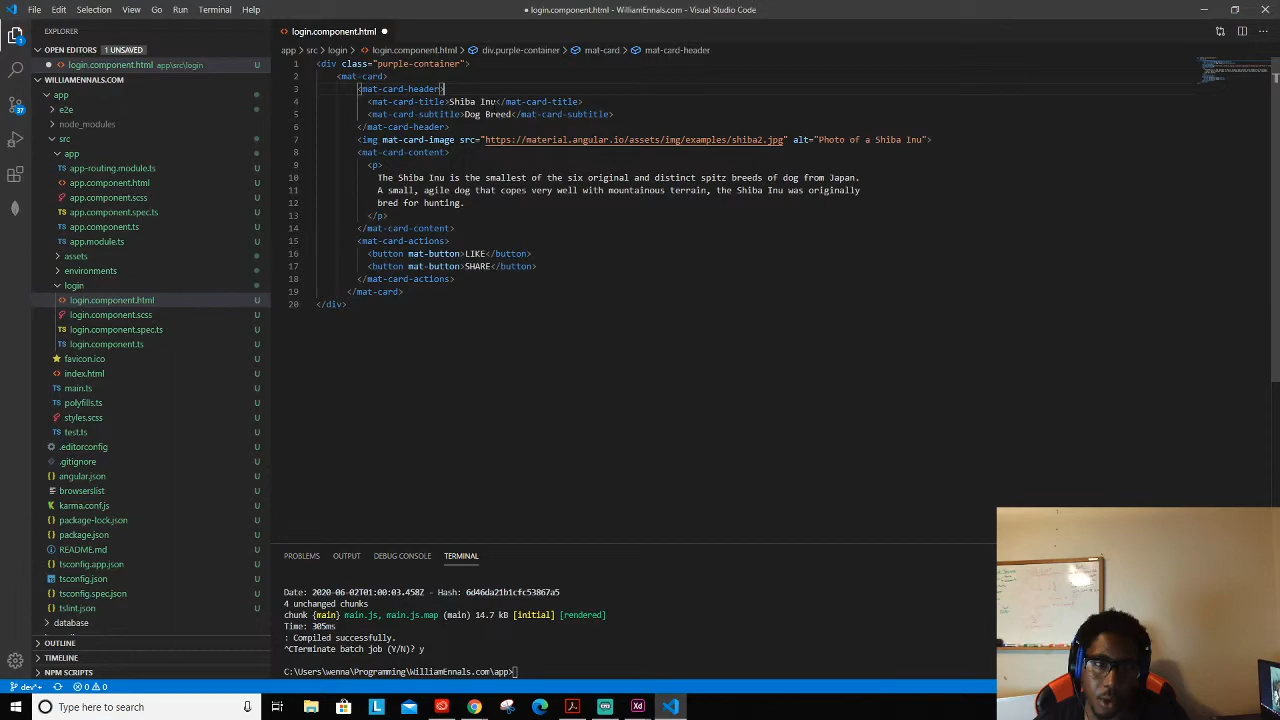 File Edit Selection View Go Run Terminal Help
● login.component.html - WilliamEnnals.com - Visual Studio Code
EXPLORER
OPEN EDITORS 1 UNSAVED
login.component.html app\src\login
WILLIAMENNALS.COM
app
e2e
node_modules
src
app
app-routing.module.ts U
app.component.html U
app.component.scss U
app.component.spec.ts U
app.component.ts U
app.module.ts U
assets
environments
login
login.component.html U
login.component.scss U
login.component.spec.ts U
login.component.ts U
favicon.ico U
index.html U
main.ts U
polyfills.ts U
styles.scss U
test.ts U
.editorconfig U
.gitignore U
angular.json U
browserslist U
karma.conf.js U
package-lock.json U
package.json U
README.md U
tsconfig.app.json U
tsconfig.json U
tsconfig.spec.json U
tslint.json U
database
OUTLINE
TIMELINE
NPM SCRIPTS
37
login.component.html
app > src > login > login.component.html > div.purple-container > mat-card > mat-card-header
1 <div class="purple-container">
2 <mat-card>
3 <mat-card-header>
4 <mat-card-title>Shiba Inu</mat-card-title>
5 <mat-card-subtitle>Dog Breed</mat-card-subtitle>
6 </mat-card-header>
7 <img mat-card-image src="https://material.angular.io/assets/img/examples/shiba2.jpg" alt="Photo of a Shiba Inu">
8 <mat-card-content>
9 <p>
10 The Shiba Inu is the smallest of the six original and distinct spitz breeds of dog from Japan.
11 A small, agile dog that copes very well with mountainous terrain, the Shiba Inu was originally
12 bred for hunting.
13 </p>
14 </mat-card-content>
15 <mat-card-actions>
16 <button mat-button>LIKE</button>
17 <button mat-button>SHARE</button>
18 </mat-card-actions>
19 </mat-card>
20 </div>
PROBLEMS OUTPUT DEBUG CONSOLE TERMINAL
Date: 2020-06-02T01:00:03.458Z - Hash: 6d46da21b1cfc53867a5
4 unchanged chunks
chunk {main} main.js, main.js.map (main) 14.7 kB [initial] [rendered]
Time: 305ms
: Compiled successfully.
^CTerminate batch job (Y/N)? y
C:\Users\wenna\Programming\WilliamEnnals.com\app>
dev*+ 0 0
Type here to search
L Xd